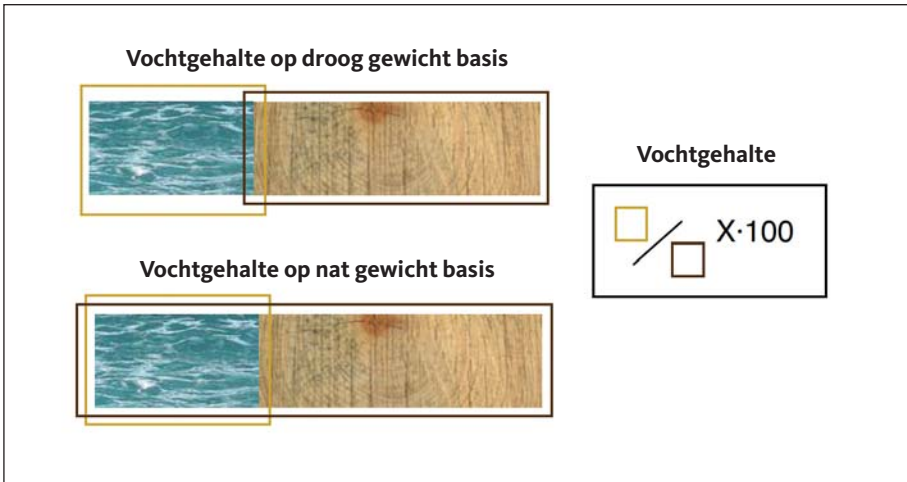 Vochtgehalte op droog gewicht basis
Vochtgehalte
X·100
Vochtgehalte op nat gewicht basis